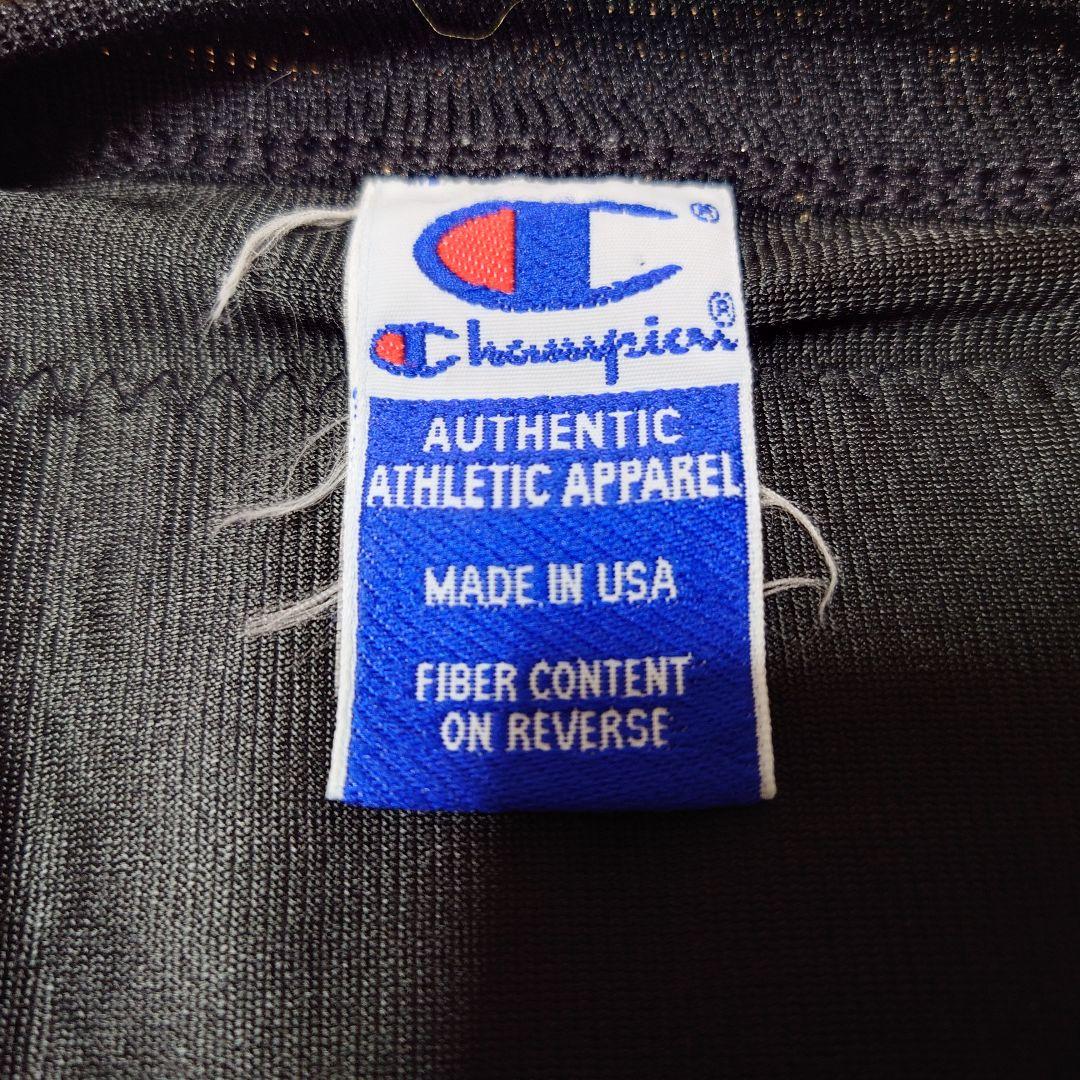 ®
Champion®
AUTHENTIC
ATHLETIC APPAREL
MADE IN USA
FIBER CONTENT
ON REVERSE